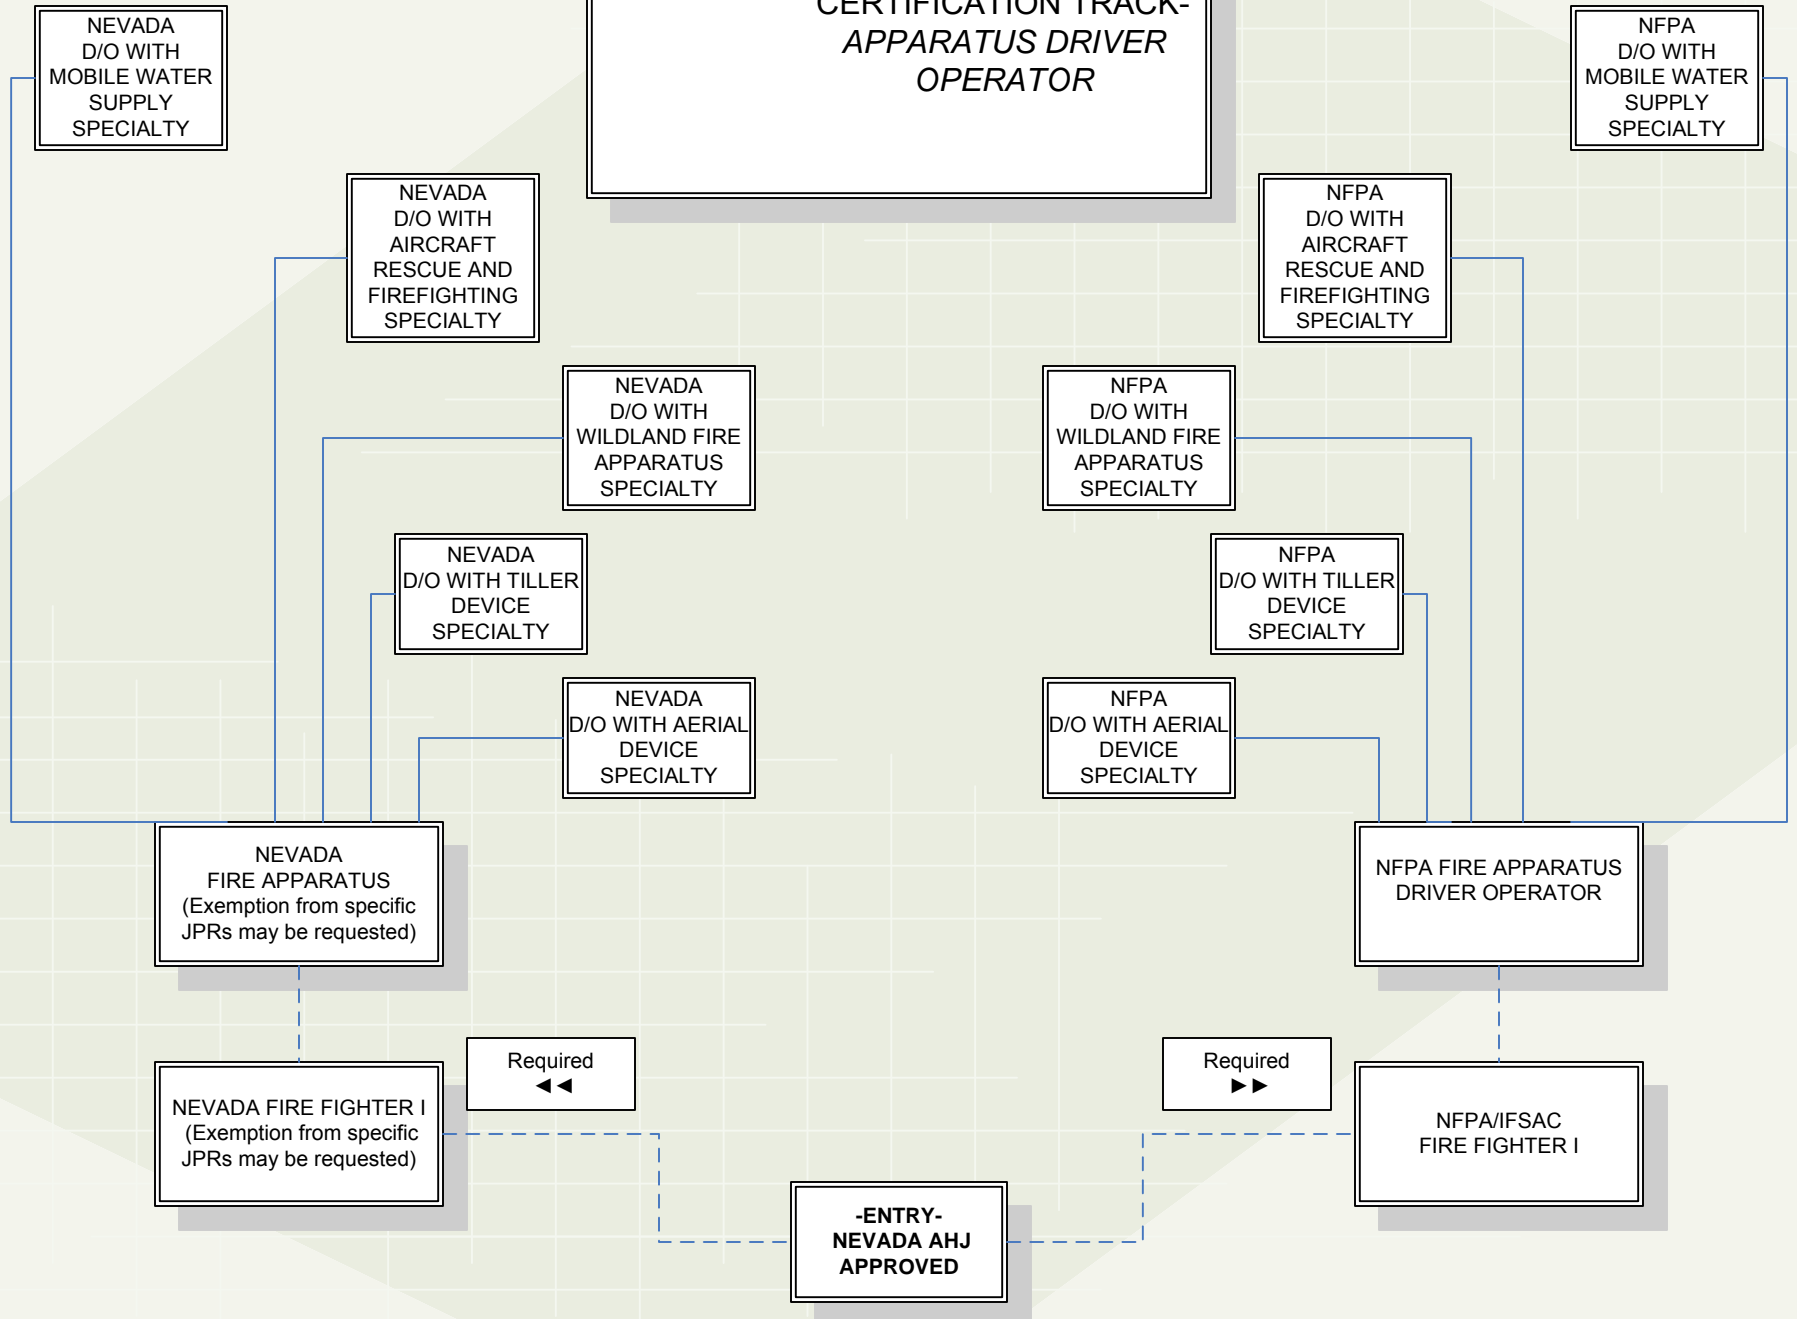 CERTIFICATION TRACK-
APPARATUS DRIVER
OPERATOR
NEVADA
D/O WITH
MOBILE WATER
SUPPLY
SPECIALTY
NFPA
D/O WITH
MOBILE WATER
SUPPLY
SPECIALTY
NEVADA
D/O WITH
AIRCRAFT
RESCUE AND
FIREFIGHTING
SPECIALTY
NFPA
D/O WITH
AIRCRAFT
RESCUE AND
FIREFIGHTING
SPECIALTY
NEVADA
D/O WITH
WILDLAND FIRE
APPARATUS
SPECIALTY
NFPA
D/O WITH
WILDLAND FIRE
APPARATUS
SPECIALTY
NEVADA
D/O WITH TILLER
DEVICE
SPECIALTY
NFPA
D/O WITH TILLER
DEVICE
SPECIALTY
NEVADA
D/O WITH AERIAL
DEVICE
SPECIALTY
NFPA
D/O WITH AERIAL
DEVICE
SPECIALTY
NEVADA
FIRE APPARATUS
(Exemption from specific
JPRs may be requested)
NFPA FIRE APPARATUS
DRIVER OPERATOR
Required
◄◄
Required
►►
NEVADA FIRE FIGHTER I
(Exemption from specific
JPRs may be requested)
NFPA/IFSAC
FIRE FIGHTER I
-ENTRY-
NEVADA AHJ
APPROVED